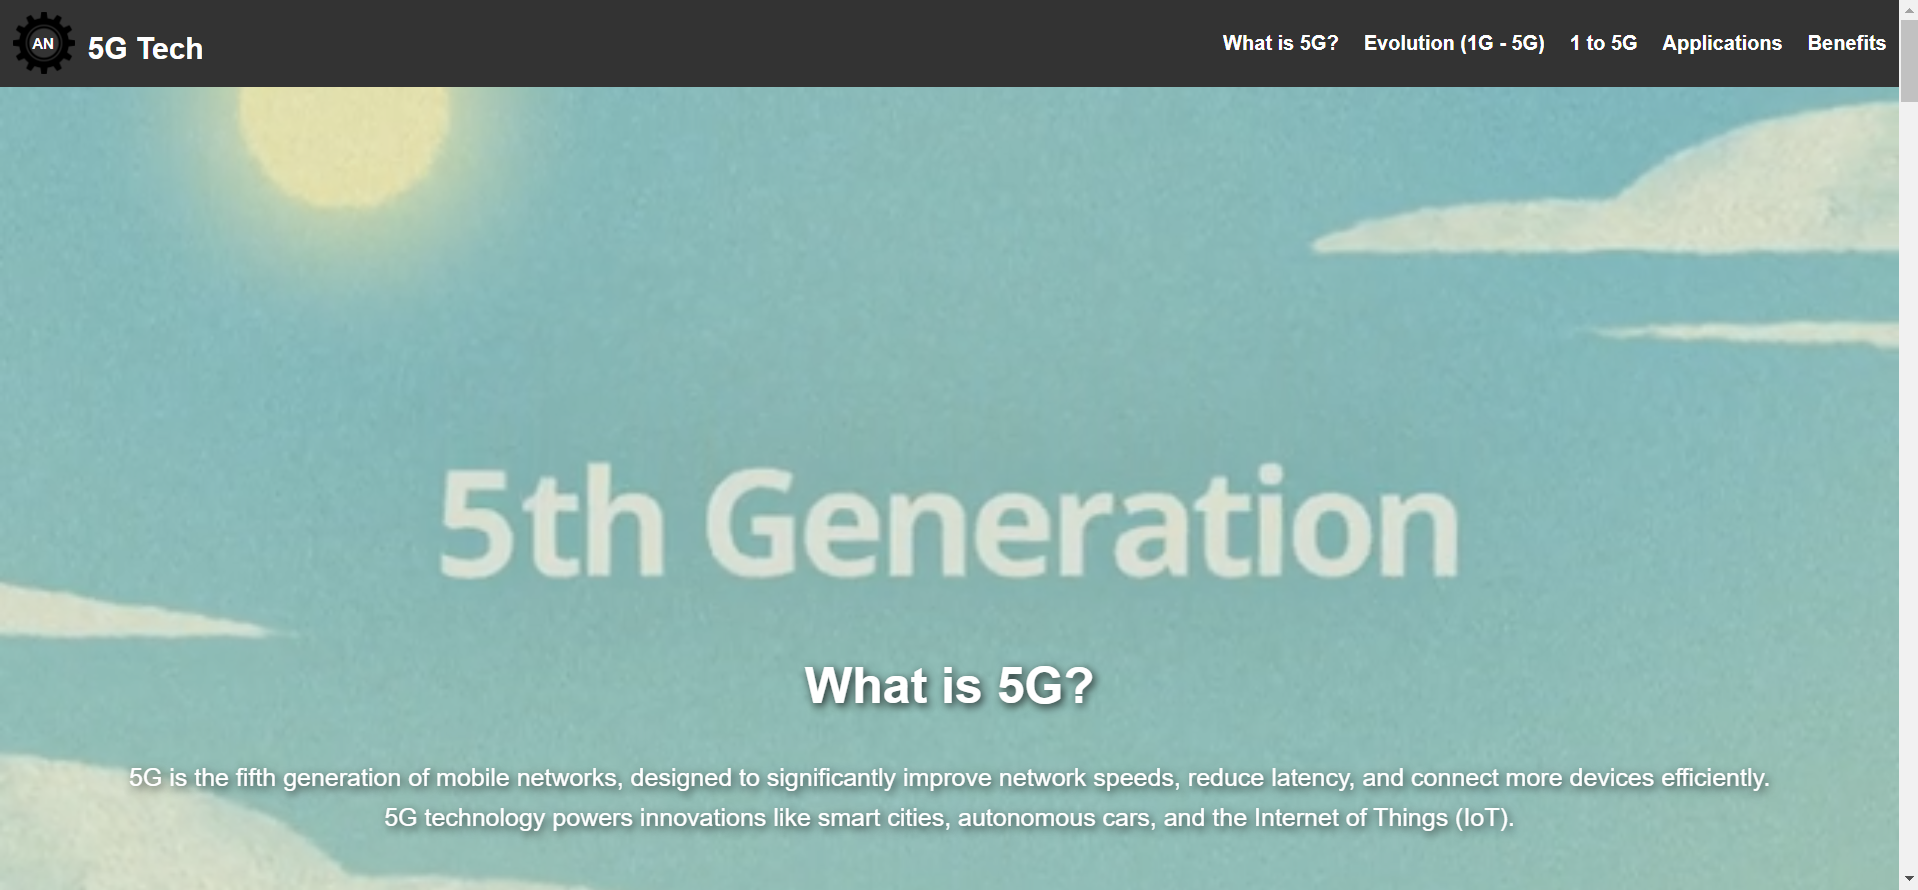 AN
5G Tech
What is 5G? Evolution (1G - 5G) 1 to 5G Applications Benefits
5th Generation
What is 5G?
5G is the fifth generation of mobile networks, designed to significantly improve network speeds, reduce latency, and connect more devices efficiently.
5G technology powers innovations like smart cities, autonomous cars, and the Internet of Things (IoT).